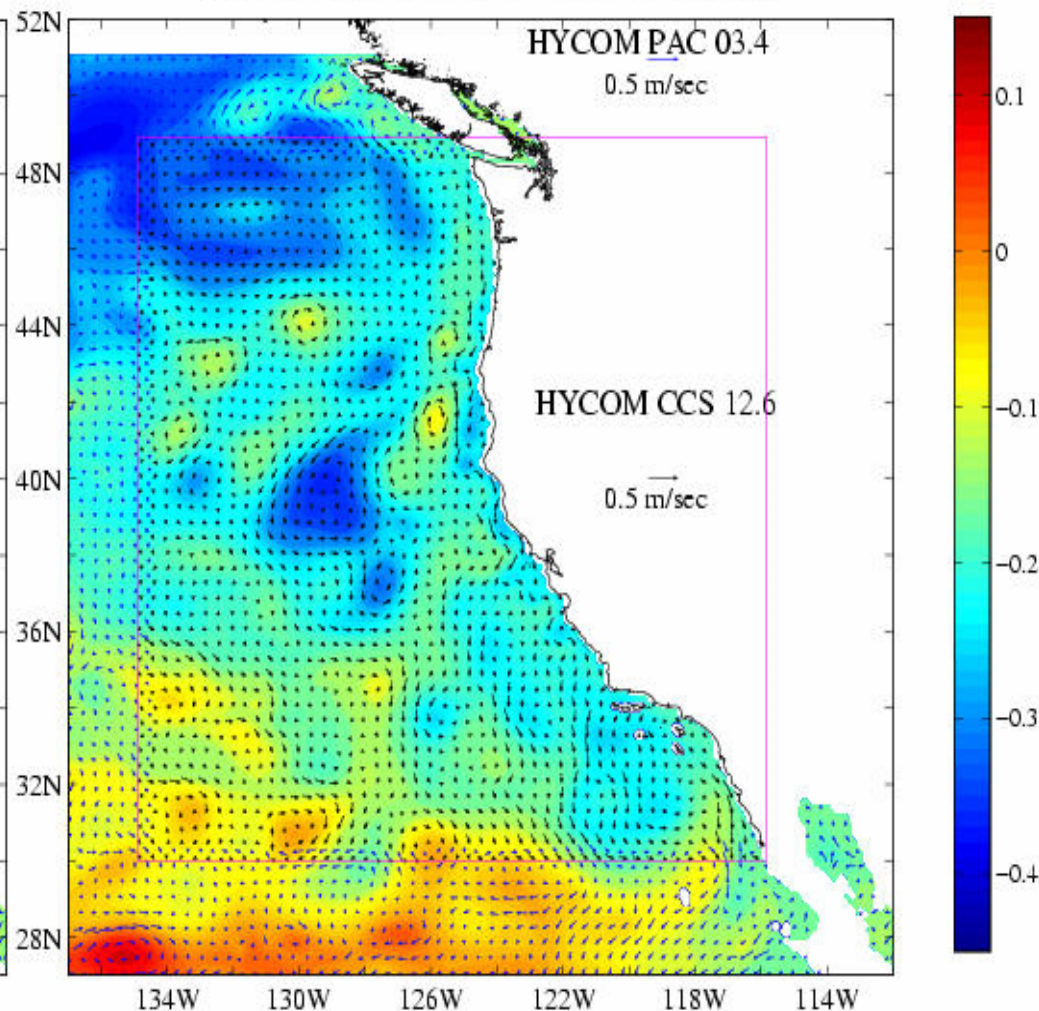 52N
HYCOM PAC 03.4
0.5 m/sec
0.1
48N
0
44N
HYCOM CCS 12.6
−0.1
40N
0.5 m/sec
−0.2
36N
−0.3
32N
−0.4
28N
134W 130W 126W 122W 118W 114W